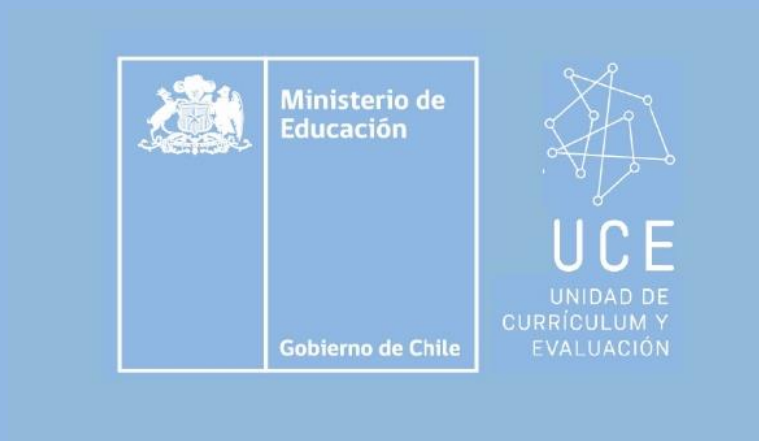 Ministerio de
Educación
Gobierno de Chile
UCE
UNIDAD DE
CURRÍCULUM Y
EVALUACIÓN